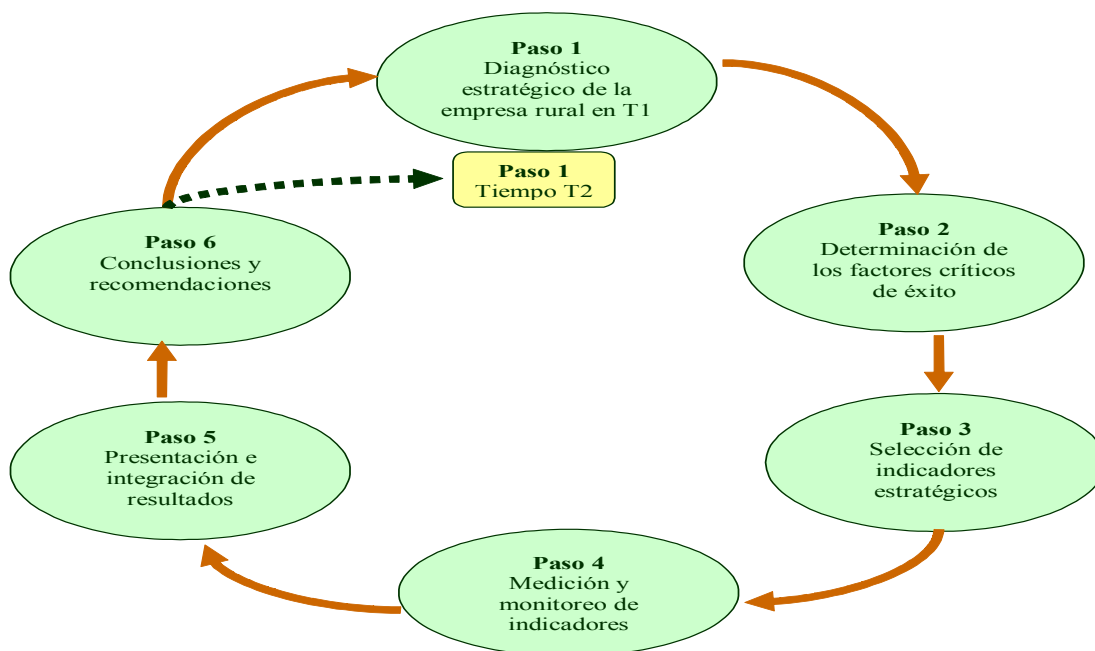 Paso 1
Diagnóstico
estratégico de la
empresa rural en T1
Paso 1
Tiempo T2
Paso 2
Determinación de
los factores críticos
de éxito
Paso 3
Selección de
indicadores
estratégicos
Paso 4
Medición y
monitoreo de
indicadores
Paso 5
Presentación e
integración de
resultados
Paso 6
Conclusiones y
recomendaciones